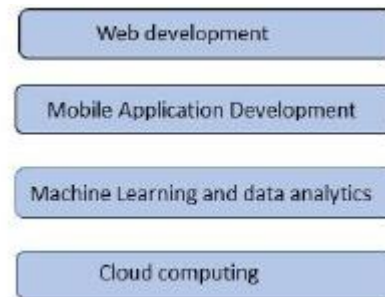 Web development
Mobile Application Development
Machine Learning and data analytics
Cloud computing